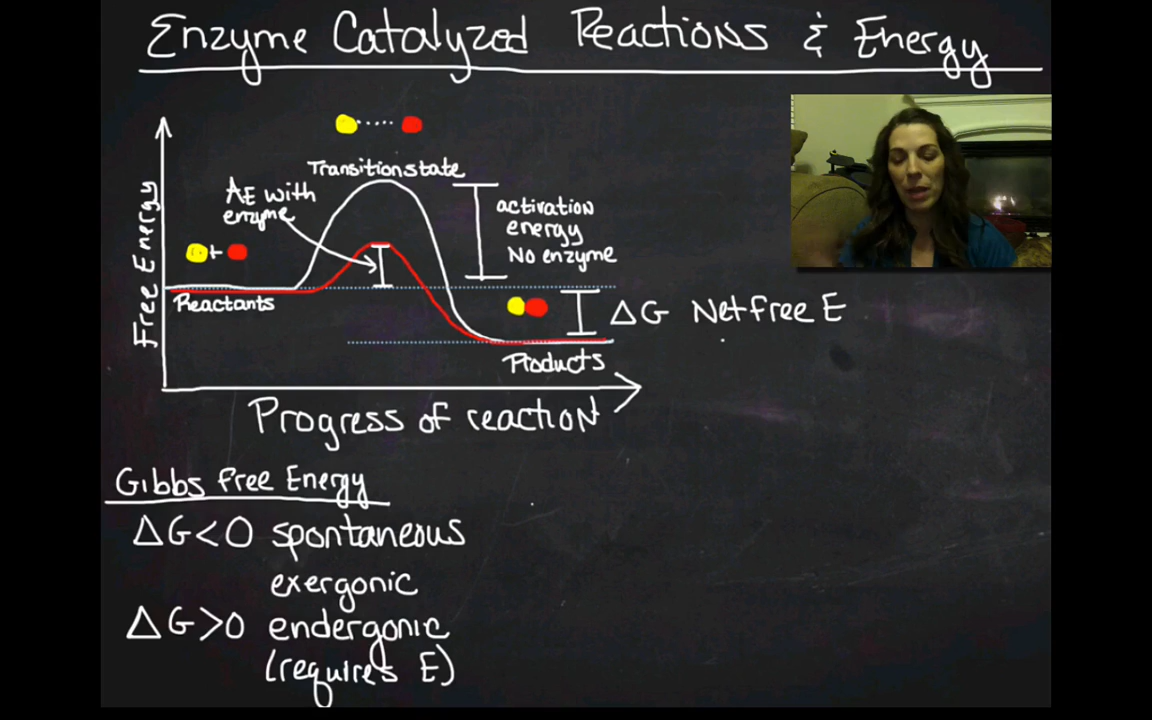 Enzyme Catalyzed Reactions & Energy
Free Energy
Transition state
AE with
enzyme
activation
energy
No enzyme
+
Reactants
ΔG Net free E
Products
Progress of reaction
Gibbs free Energy
ΔG<0 spontaneous
exergonic
ΔG>0 endergonic
(requires E)